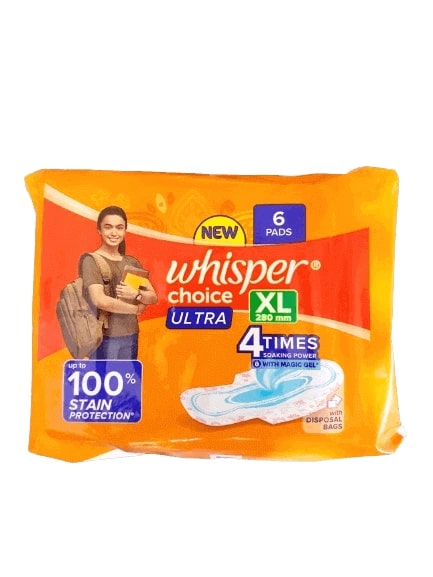 NEW
6
PADS
whisper®
choice
ULTRA
XL
280 mm
4 TIMES
SOAKING POWER
WITH MAGIC GEL*
up to
100%
STAIN
PROTECTION*
with
DISPOSAL
BAGS